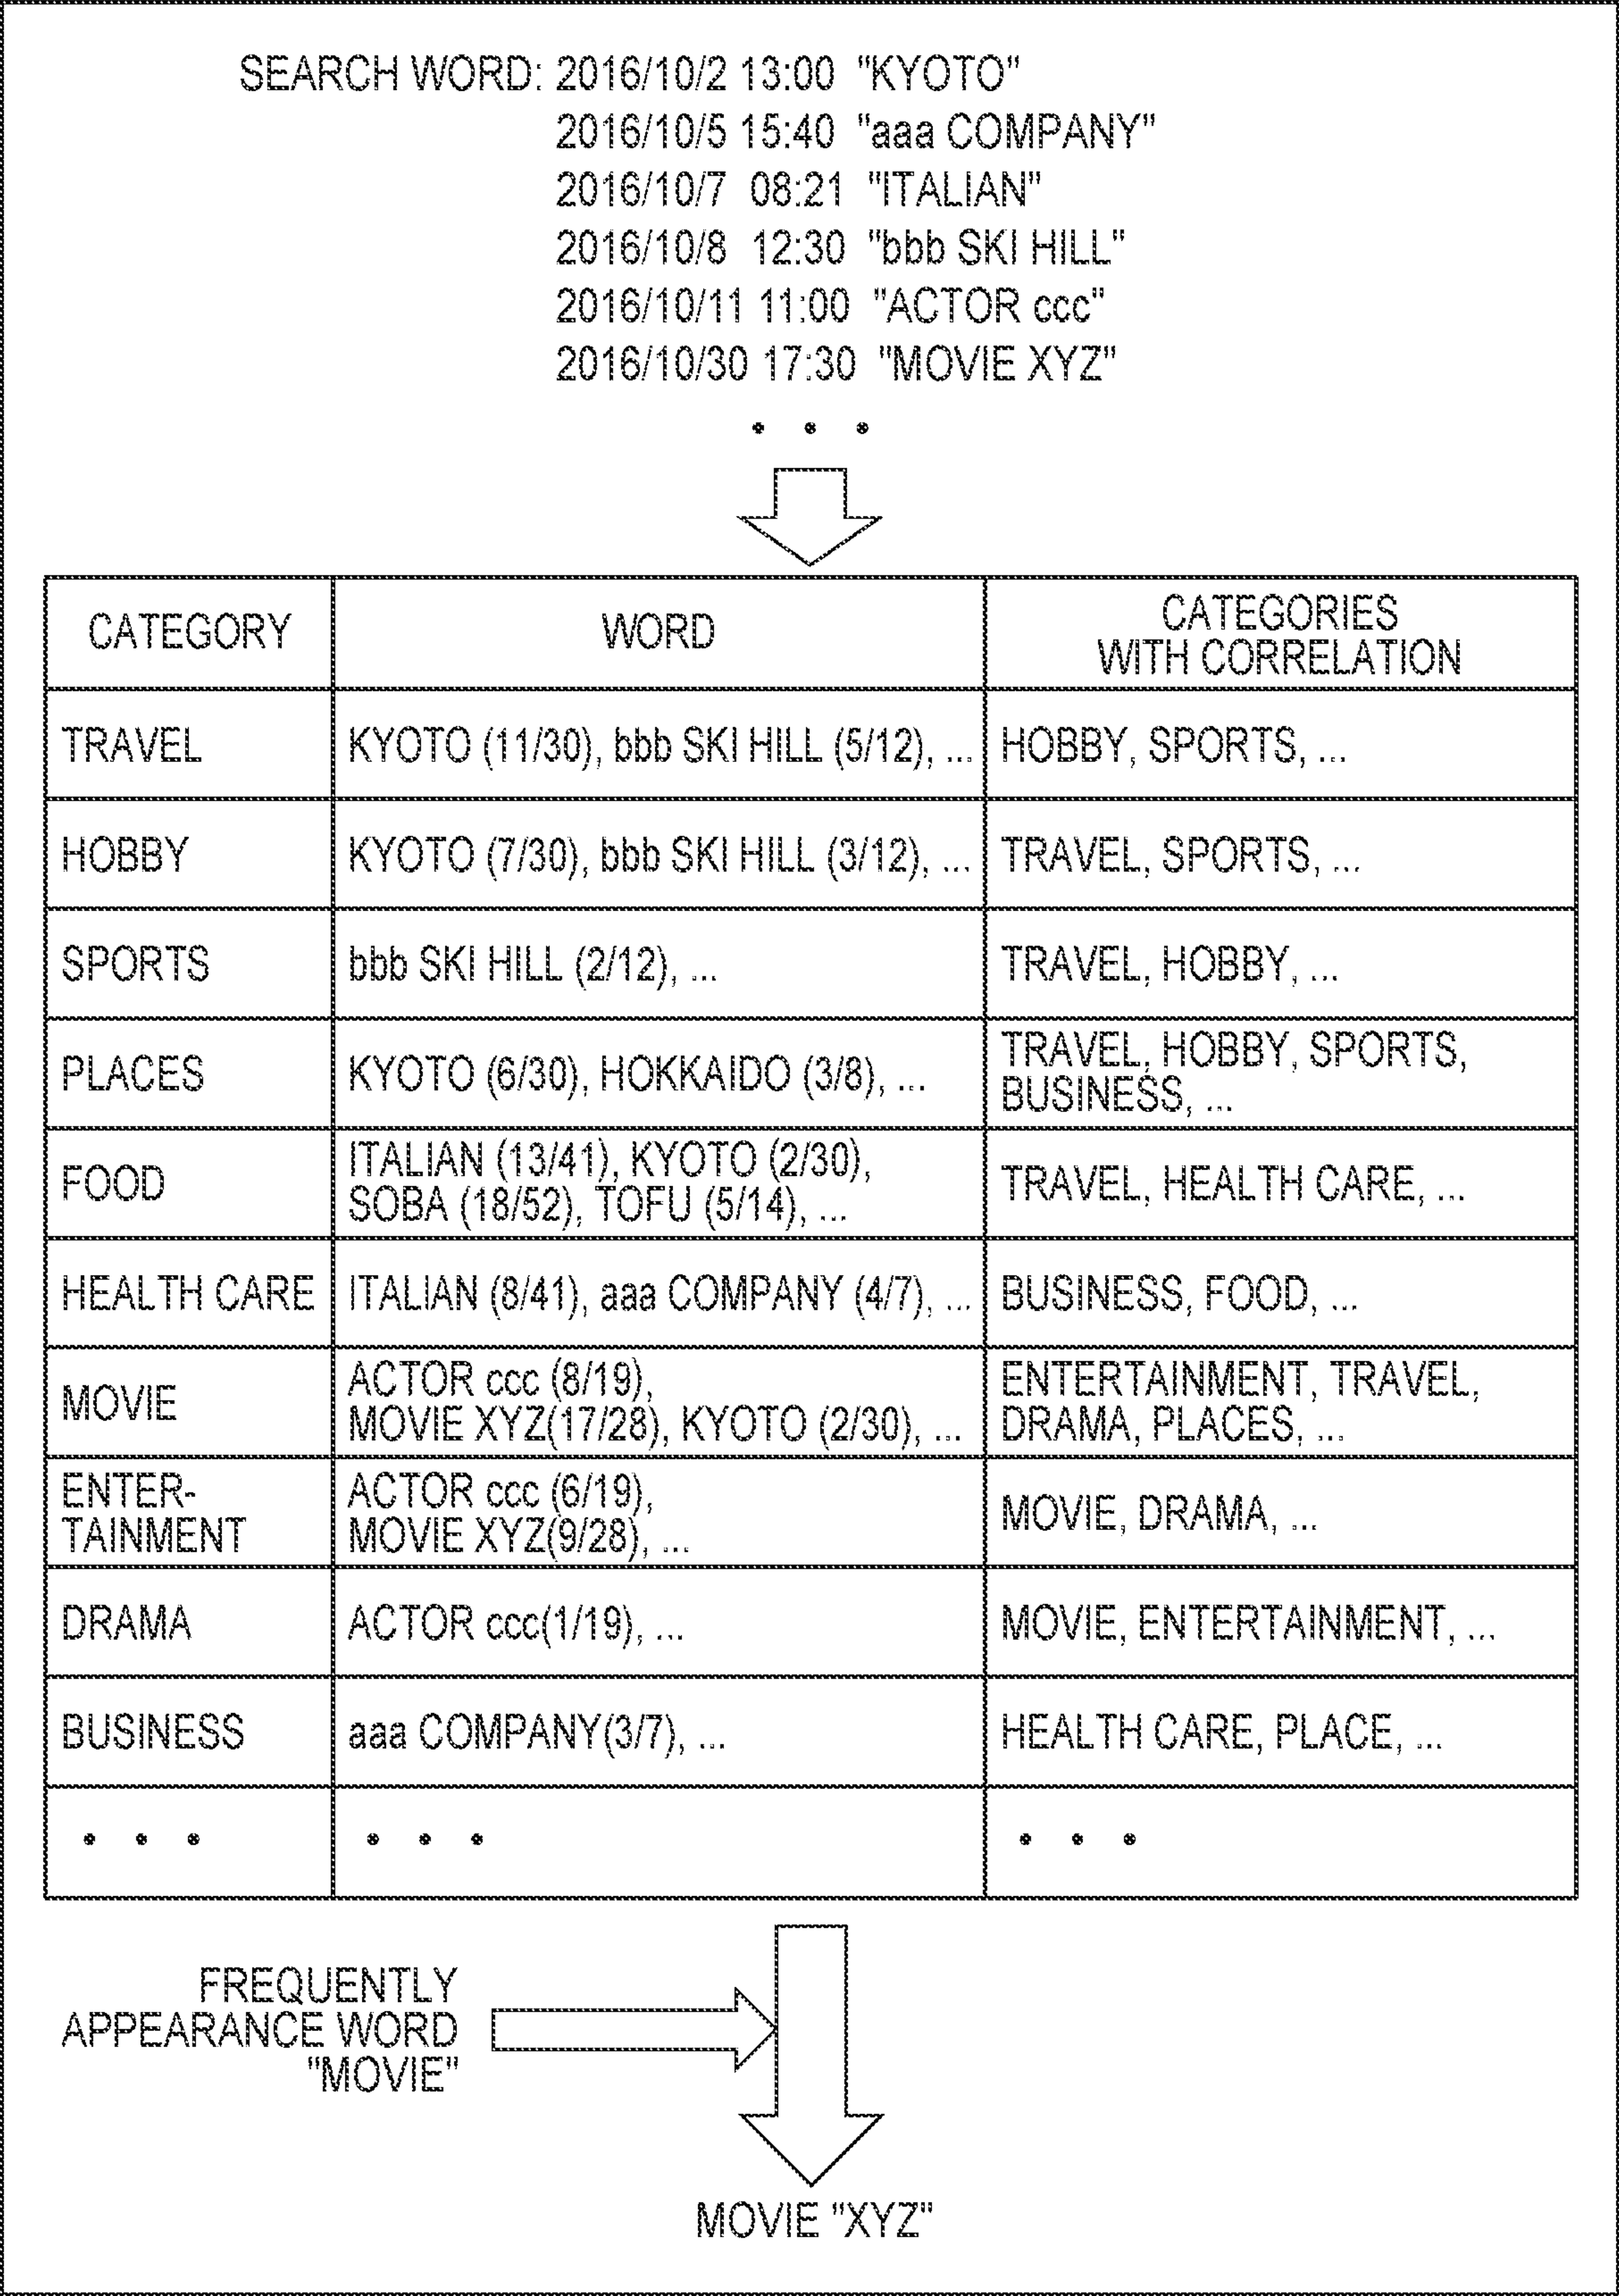 SEARCH WORD: 2016/10/2 13:00 "KYOTO"
2016/10/5 15:40 "aaa COMPANY"
2016/10/7 08:21 "ITALIAN"
2016/10/8 12:30 "bbb SKI HILL"
2016/10/11 11:00 "ACTOR ccc"
2016/10/30 17:30 "MOVIE XYZ"
• • •
CATEGORY
WORD
CATEGORIES
WITH CORRELATION
TRAVEL
KYOTO (11/30), bbb SKI HILL (5/12), ...
HOBBY, SPORTS, ...
HOBBY
KYOTO (7/30), bbb SKI HILL (3/12), ...
TRAVEL, SPORTS, ...
SPORTS
bbb SKI HILL (2/12), ...
TRAVEL, HOBBY, ...
PLACES
KYOTO (6/30), HOKKAIDO (3/8), ...
TRAVEL, HOBBY, SPORTS,
BUSINESS, ...
FOOD
ITALIAN (13/41), KYOTO (2/30),
SOBA (18/52), TOFU (5/14), ...
TRAVEL, HEALTH CARE, ...
HEALTH CARE
ITALIAN (8/41), aaa COMPANY (4/7), ...
BUSINESS, FOOD, ...
MOVIE
ACTOR ccc (8/19),
MOVIE XYZ(17/28), KYOTO (2/30), ...
ENTERTAINMENT, TRAVEL,
DRAMA, PLACES, ...
ENTER-
TAINMENT
ACTOR ccc (6/19),
MOVIE XYZ(9/28), ...
MOVIE, DRAMA, ...
DRAMA
ACTOR ccc(1/19), ...
MOVIE, ENTERTAINMENT, ...
BUSINESS
aaa COMPANY(3/7), ...
HEALTH CARE, PLACE, ...
• • •
• • •
• • •
FREQUENTLY
APPEARANCE WORD
"MOVIE"
MOVIE "XYZ"